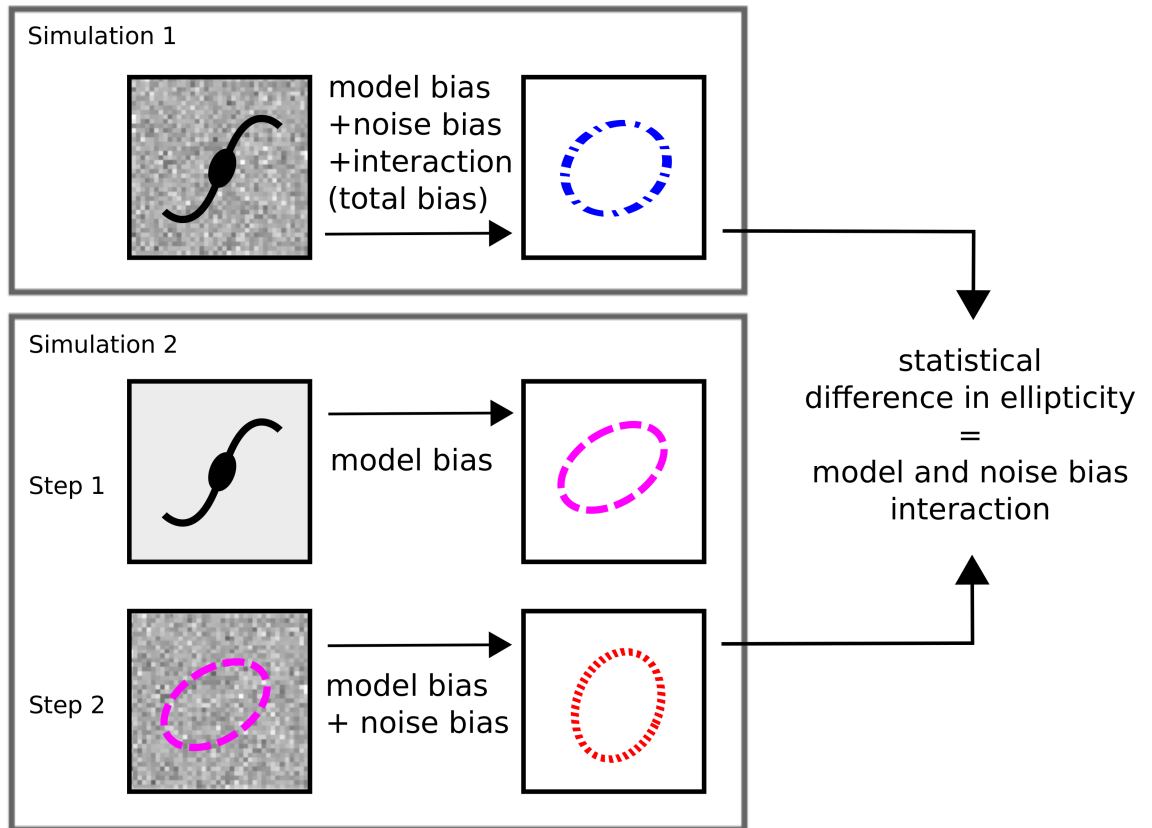 Simulation 1
model bias
+noise bias
+interaction
(total bias)
Simulation 2
Step 1
model bias
Step 2
model bias
+ noise bias
statistical
difference in ellipticity
=
model and noise bias
interaction